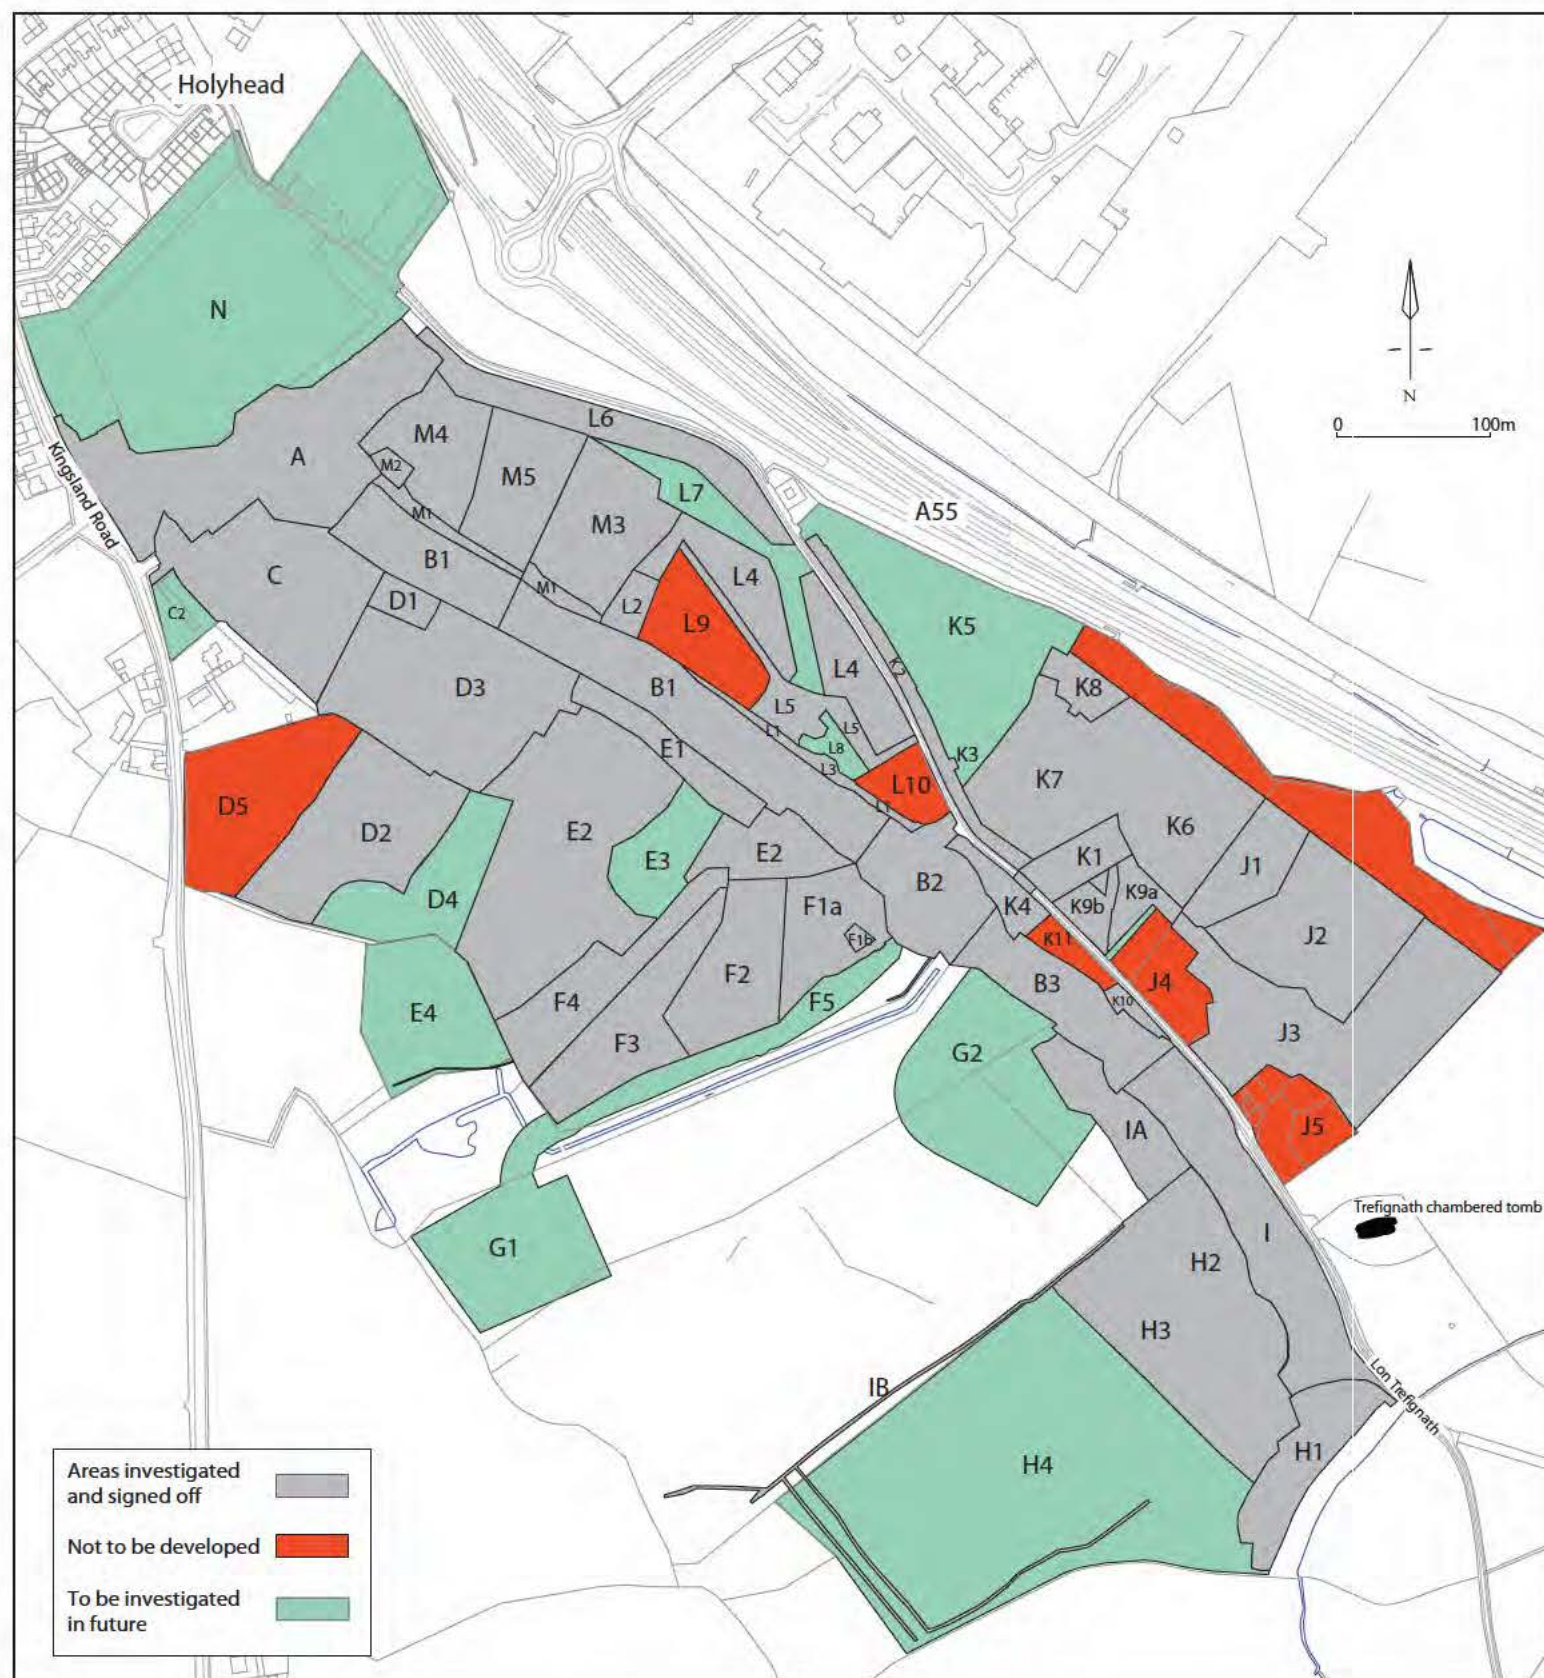 Holyhead
N
A
M4
L6
M2
M5
L7
A55
M1
M3
Kingsland Road
B1
C
M1
L4
K5
D1
L2
C2
L9
L4
K2
K8
D3
B1
L5
L1
L5
L8
E1
L3
K3
K7
D5
L10
L1
D2
E2
K6
E3
E2
K1
J1
B2
K9a
D4
F1a
K4
K9b
F1b
K11
J2
F2
B3
J4
F4
F5
K10
E4
J3
F3
G2
IA
J5
Trefignath chambered tomb
I
G1
H2
H3
IB
Lon Trefignath
H1
H4
N
0 100m
Areas investigated
and signed off
Not to be developed
To be investigated
in future